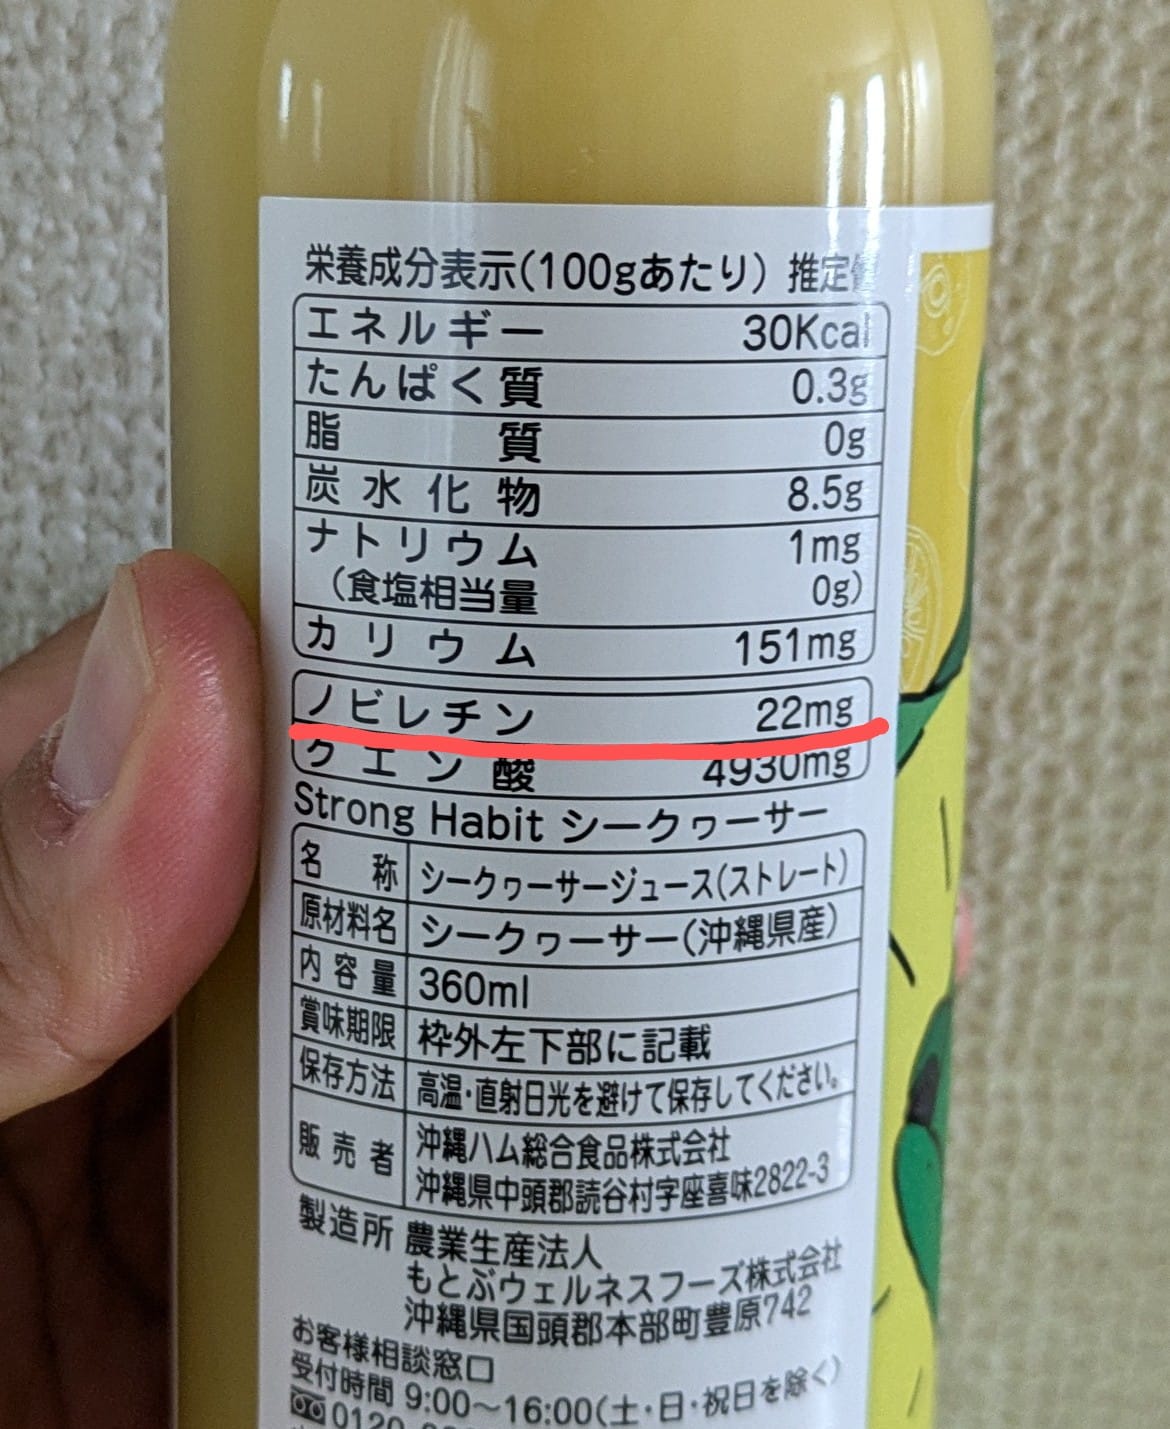 栄養成分表示(100gあたり) 推定
エネルギー 30Kcal
たんぱく質 0.3g
脂質 0g
炭水化物 8.5g
ナトリウム 1mg
(食塩相当量 0g)
カリウム 151mg
ノビレチン 22mg
クエン酸 4930mg
Strong Habit シークヮーサー
名称 シークヮーサージュース(ストレート)
原材料名 シークヮーサー(沖縄県産)
内容量 360ml
賞味期限 枠外左下部に記載
保存方法 高温・直射日光を避けて保存してください。
販売者 沖縄ハム総合食品株式会社
沖縄県中頭郡読谷村字座喜味2822-3
製造所 農業生産法人
もとぶウェルネスフーズ株式会社
沖縄県国頭郡本部町豊原742
お客様相談窓口
受付時間 9:00〜16:00(土・日・祝日を除く)
0120